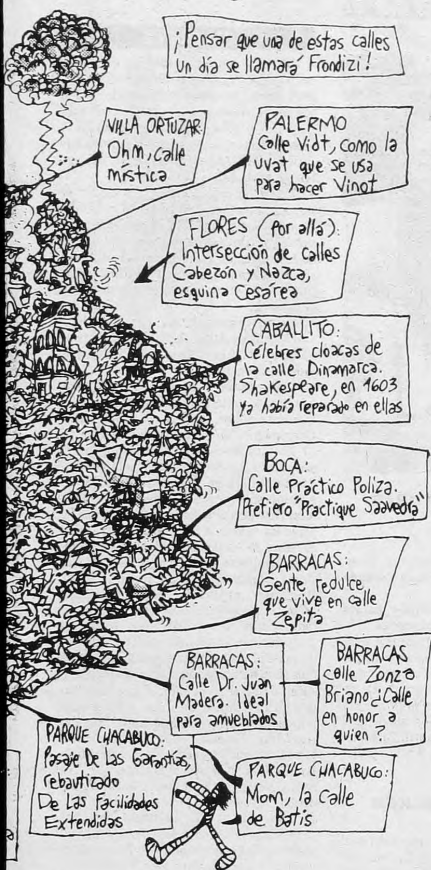 ¡Pensar que una de estas calles
un día se llamará Frondizi!
VILLA ORTUZAR:
Ohm, calle
mística
PALERMO
Calle Vidt, como la
uvat que se usa
para hacer Vinot
FLORES (Por allá):
Intersección de calles
Cabezón y Nazca,
esquina Cesárea
CABALLITO:
Célebres cloacas de
la calle Dinamarca.
Shakespeare, en 1603
ya había reparado en ellas
BOCA:
Calle Práctico Poliza.
Prefiero "Practique Saavedra"
BARRACAS:
Gente redulce
que vive en calle
Zepita
BARRACAS:
Calle Dr. Juan
Madera. Ideal
para amueblados
BARRACAS
calle Zonza
Briano ¿Calle
en honor a
quien?
PARQUE CHACABUCO:
Pasaje De Las Garantías,
rebautizado
De Las Facilidades
Extendidas
PARQUE CHACABUCO:
Mom, la calle
de Batis